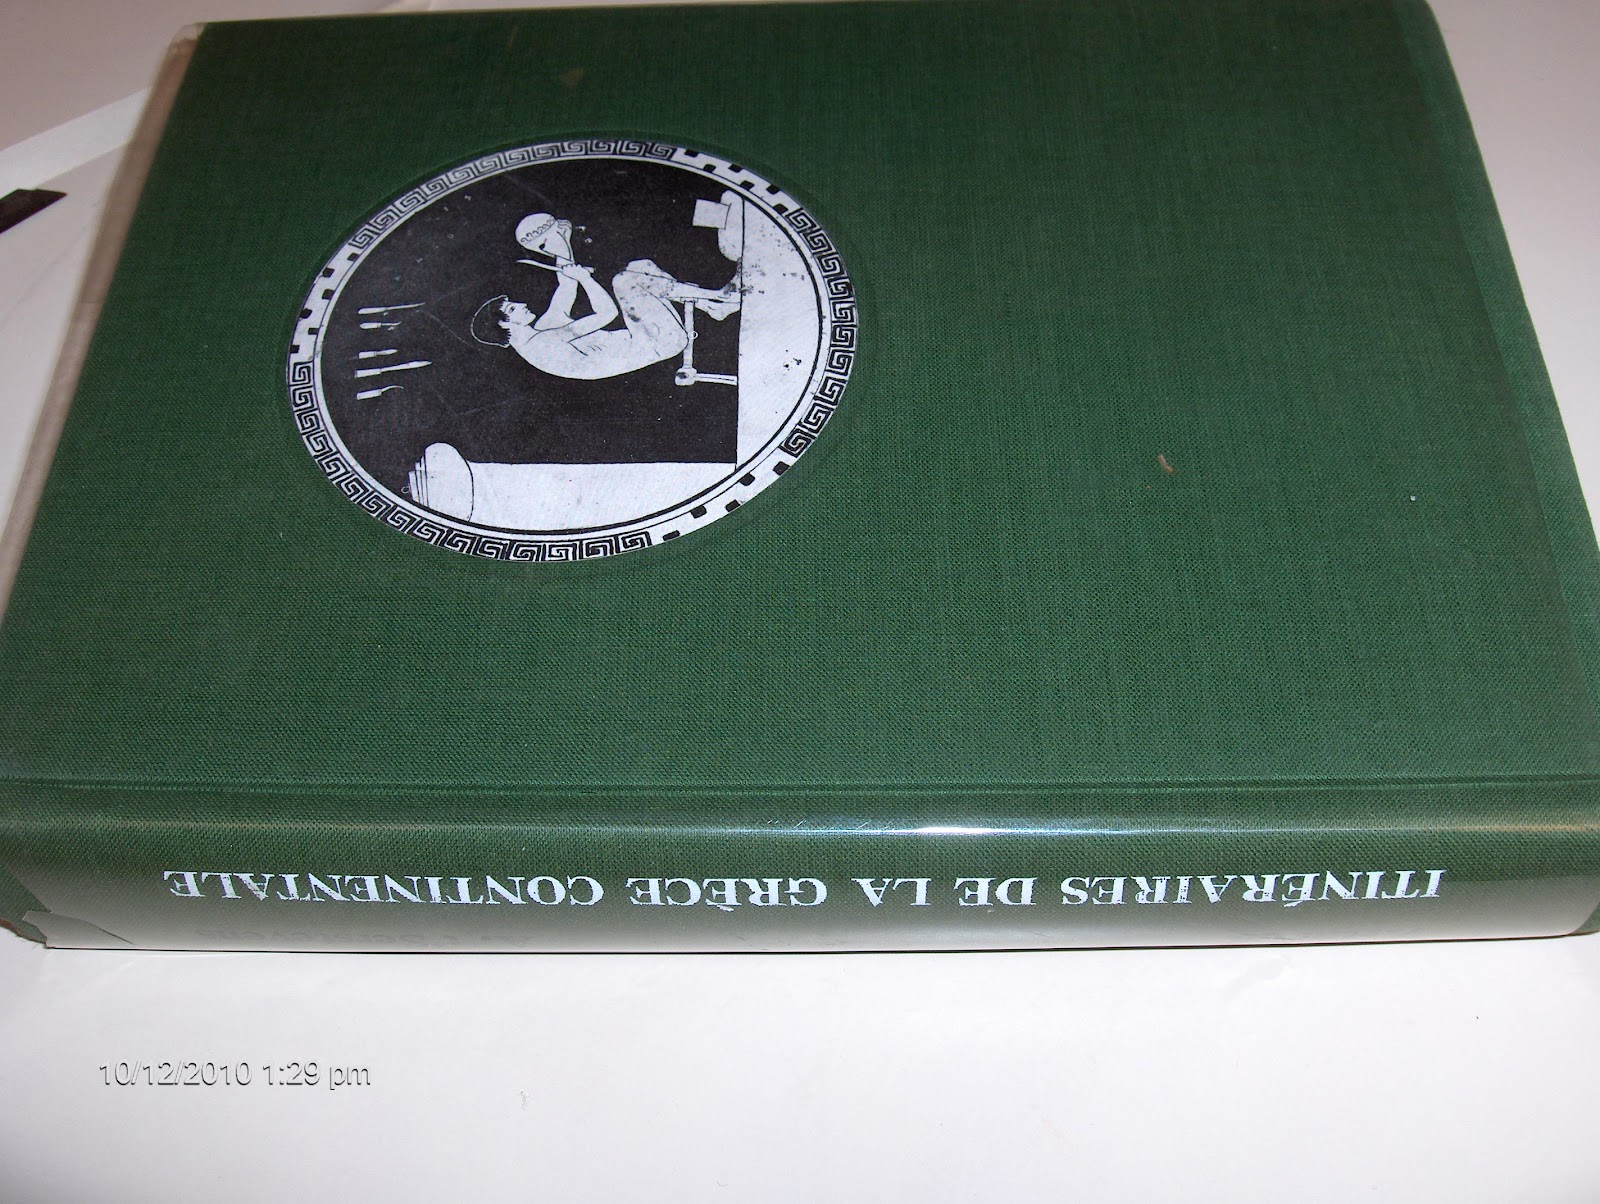 ITINÉRAIRES DE LA GRÈCE CONTINENTALE
10/12/2010 1:29 pm